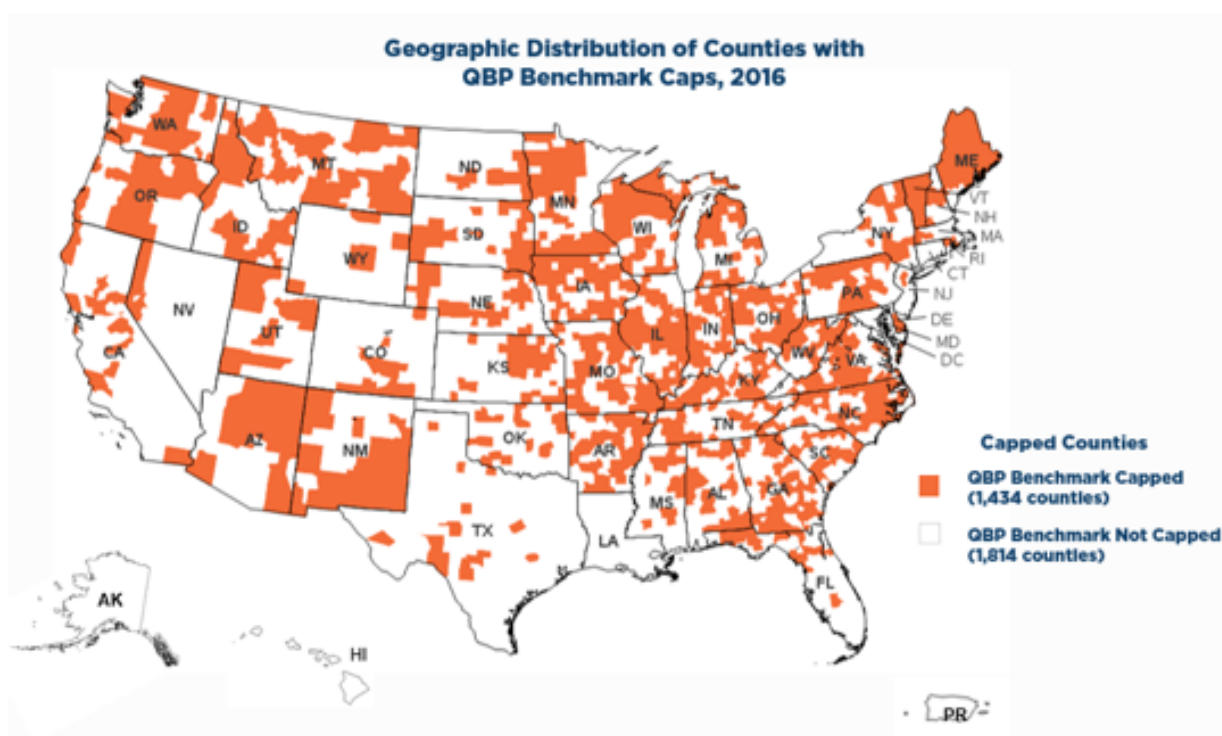 Geographic Distribution of Counties with
QBP Benchmark Caps, 2016
WA
MT
ND
MN
ME
OR
ID
SD
WI
VT
NH
NY
MA
WY
MI
RI
CT
IA
NE
PA
NJ
NV
OH
DE
UT
IL
IN
MD
CA
CO
WV
VA
DC
KS
MO
KY
AZ
NM
OK
TN
NC
AR
SC
MS
AL
GA
TX
LA
FL
Capped Counties
QBP Benchmark Capped
(1,434 counties)
QBP Benchmark Not Capped
(1,814 counties)
AK
HI
PR